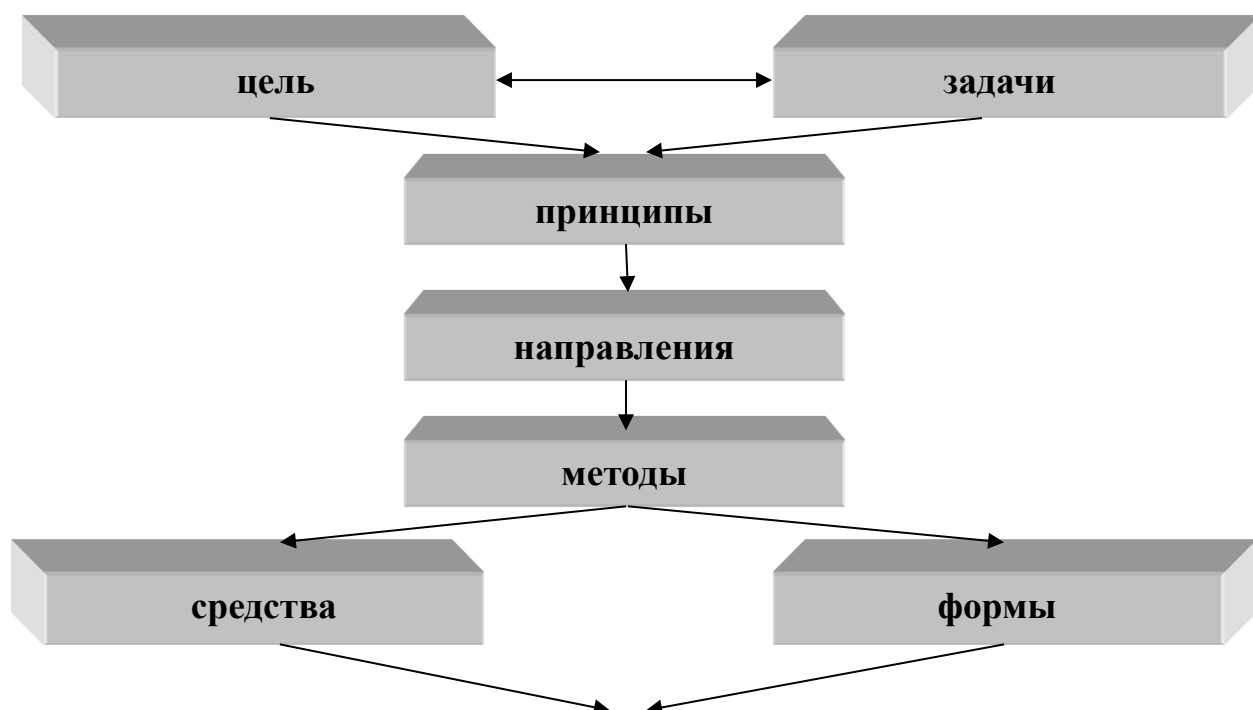 цель
задачи
принципы
направления
методы
средства
формы